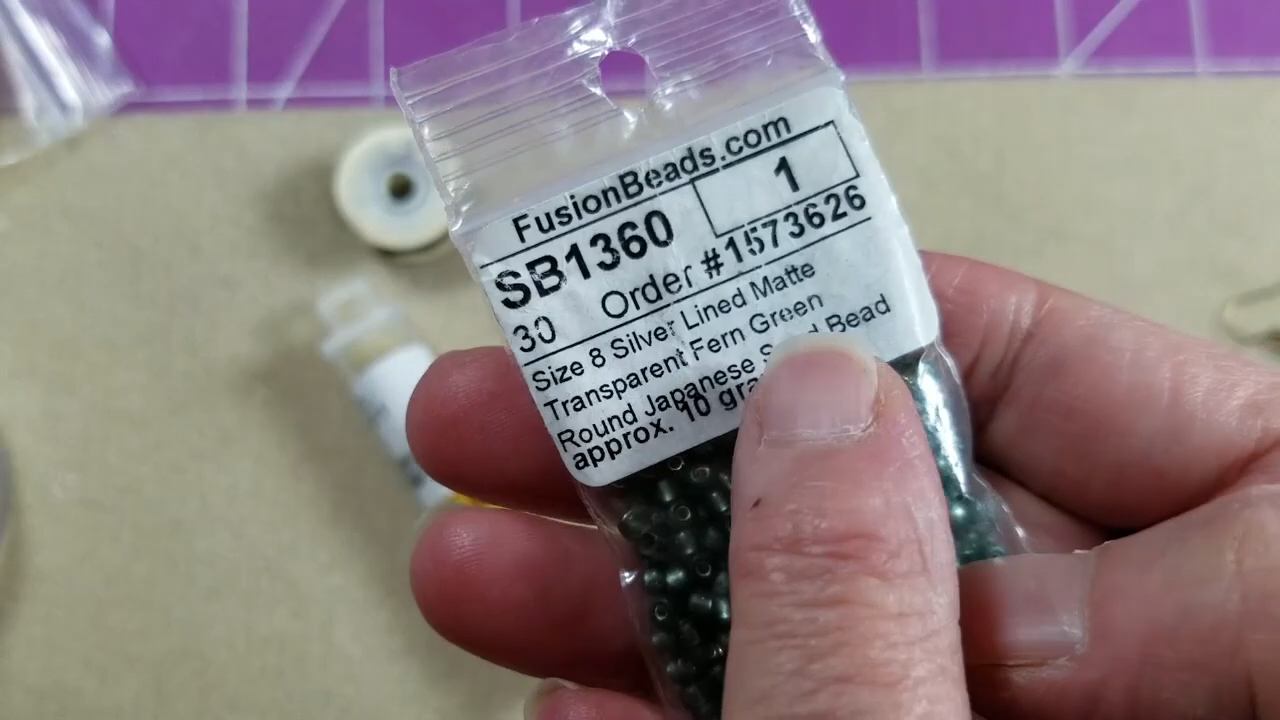 FusionBeads.com
SB1360 1
30 Order #1573626
Size 8 Silver Lined Matte
Transparent Fern Green
Round Japanese Bead
approx. 10